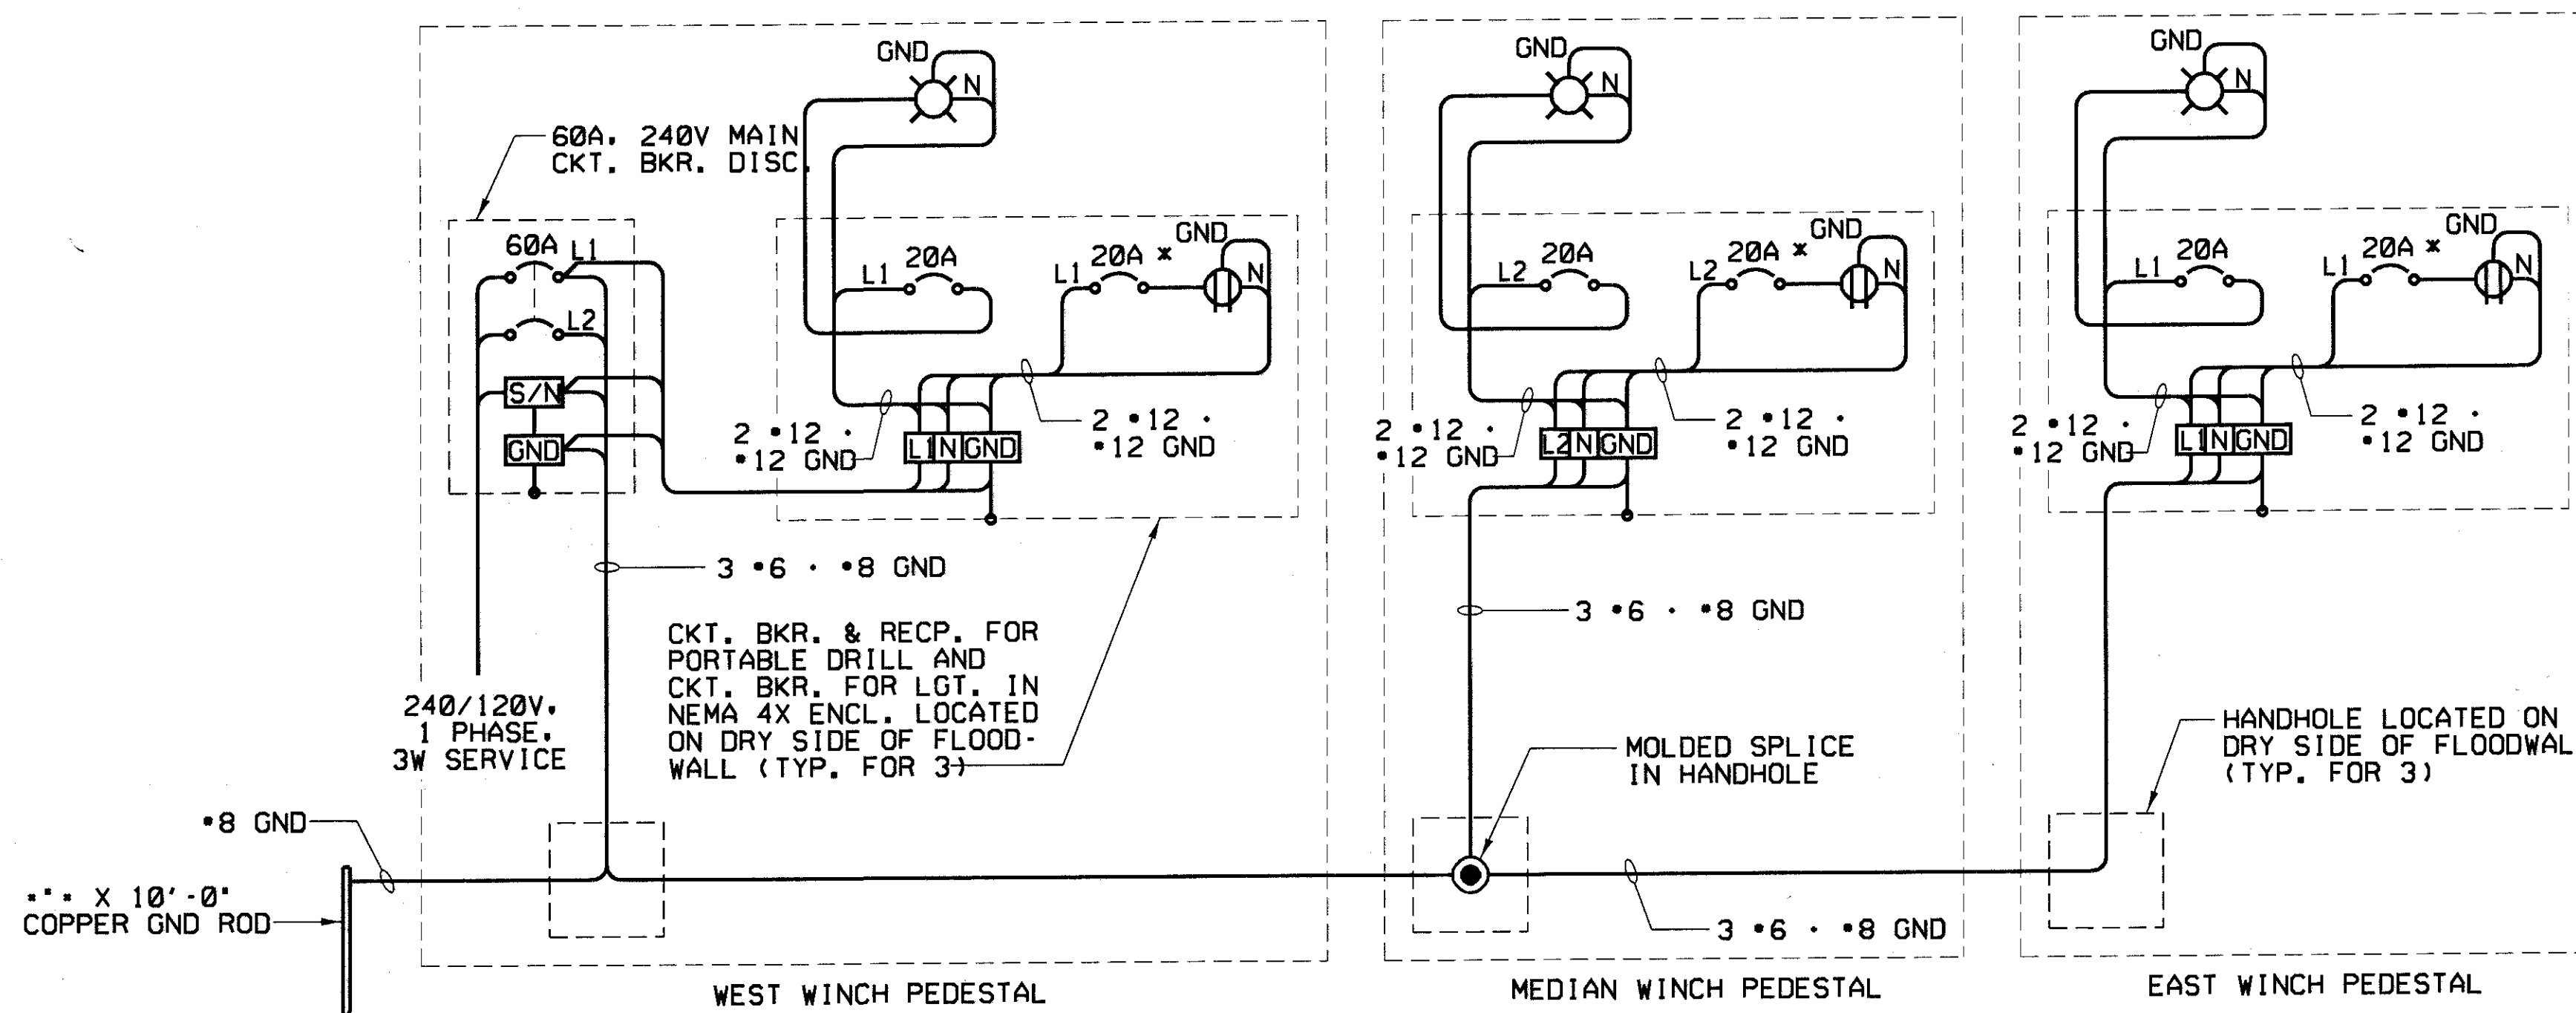 GND
N
60A, 240V MAIN
CKT. BKR. DISC.
60A
L1
L2
S/N
GND
L1
20A
L1
20A *
GND
N
2 #12 ·
#12 GND
2 #12 ·
#12 GND
L1 N GND
3 #6 · #8 GND
CKT. BKR. & RECP. FOR
PORTABLE DRILL AND
CKT. BKR. FOR LGT. IN
NEMA 4X ENCL. LOCATED
ON DRY SIDE OF FLOOD-
WALL (TYP. FOR 3)
240/120V,
1 PHASE,
3W SERVICE
#8 GND
X 10'-0"
COPPER GND ROD
WEST WINCH PEDESTAL
GND
N
L2
20A
L2
20A *
GND
N
2 #12 ·
#12 GND
2 #12 ·
#12 GND
L2 N GND
3 #6 · #8 GND
MOLDED SPLICE
IN HANDHOLE
3 #6 · #8 GND
MEDIAN WINCH PEDESTAL
GND
N
L1
20A
L1
20A *
GND
N
2 #12 ·
#12 GND
2 #12 ·
#12 GND
L1 N GND
HANDHOLE LOCATED ON
DRY SIDE OF FLOODWAL
(TYP. FOR 3)
EAST WINCH PEDESTAL